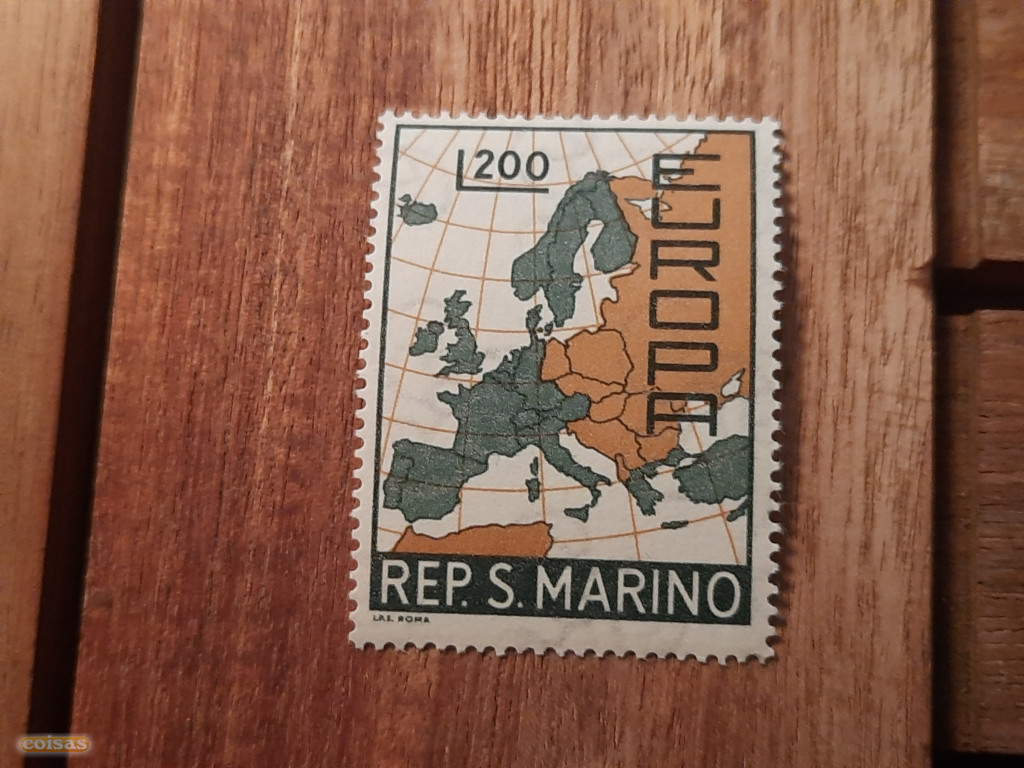 L200
EUROPA
REP. S. MARINO
I.P.S. ROMA
coisas